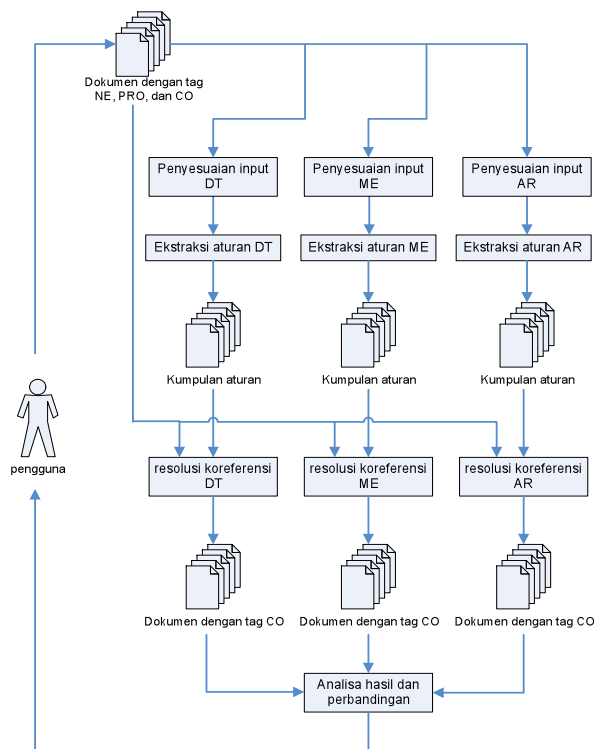 Dokumen dengan tag
NE, PRO, dan CO
Penyesuaian input
DT
Penyesuaian input
ME
Penyesuaian input
AR
Ekstraksi aturan DT
Ekstraksi aturan ME
Ekstraksi aturan AR
Kumpulan aturan
Kumpulan aturan
Kumpulan aturan
pengguna
resolusi koreferensi
DT
resolusi koreferensi
ME
resolusi koreferensi
AR
Dokumen dengan tag CO
Dokumen dengan tag CO
Dokumen dengan tag CO
Analisa hasil dan
perbandingan